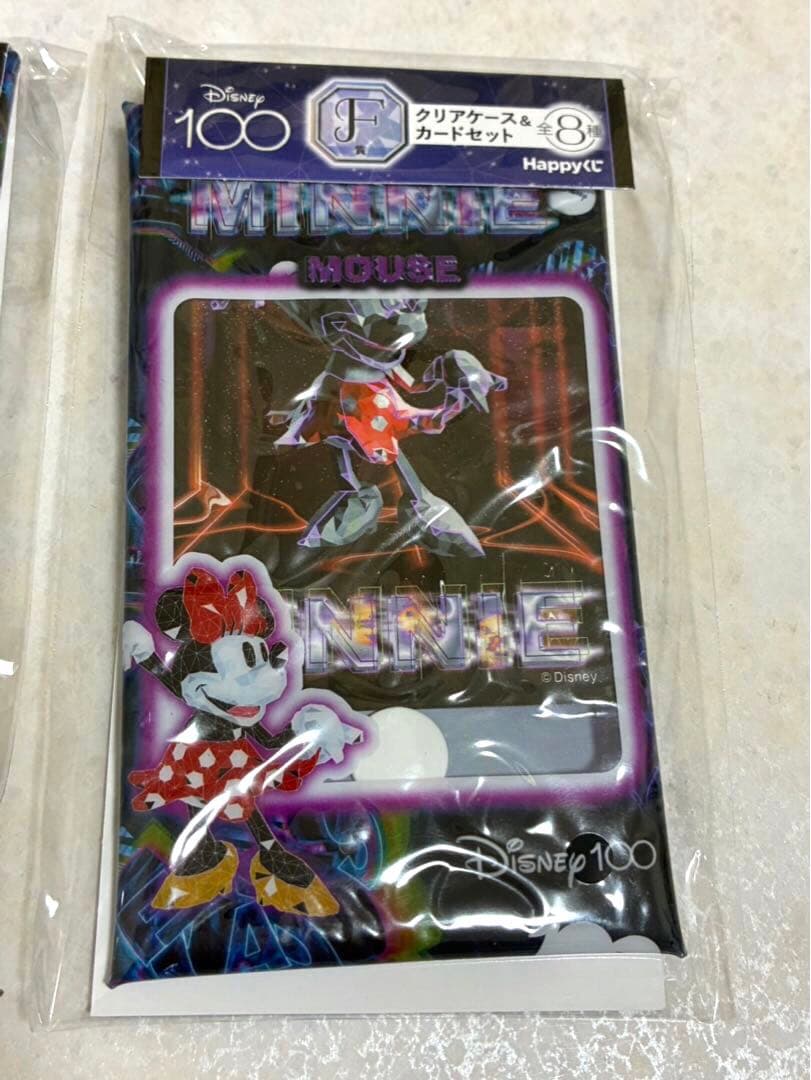 Disney
100
F
賞
クリアケース&
カードセット
全8種
Happyくじ
MINNIE
MOUSE
INNIE
©Disney
Disney100